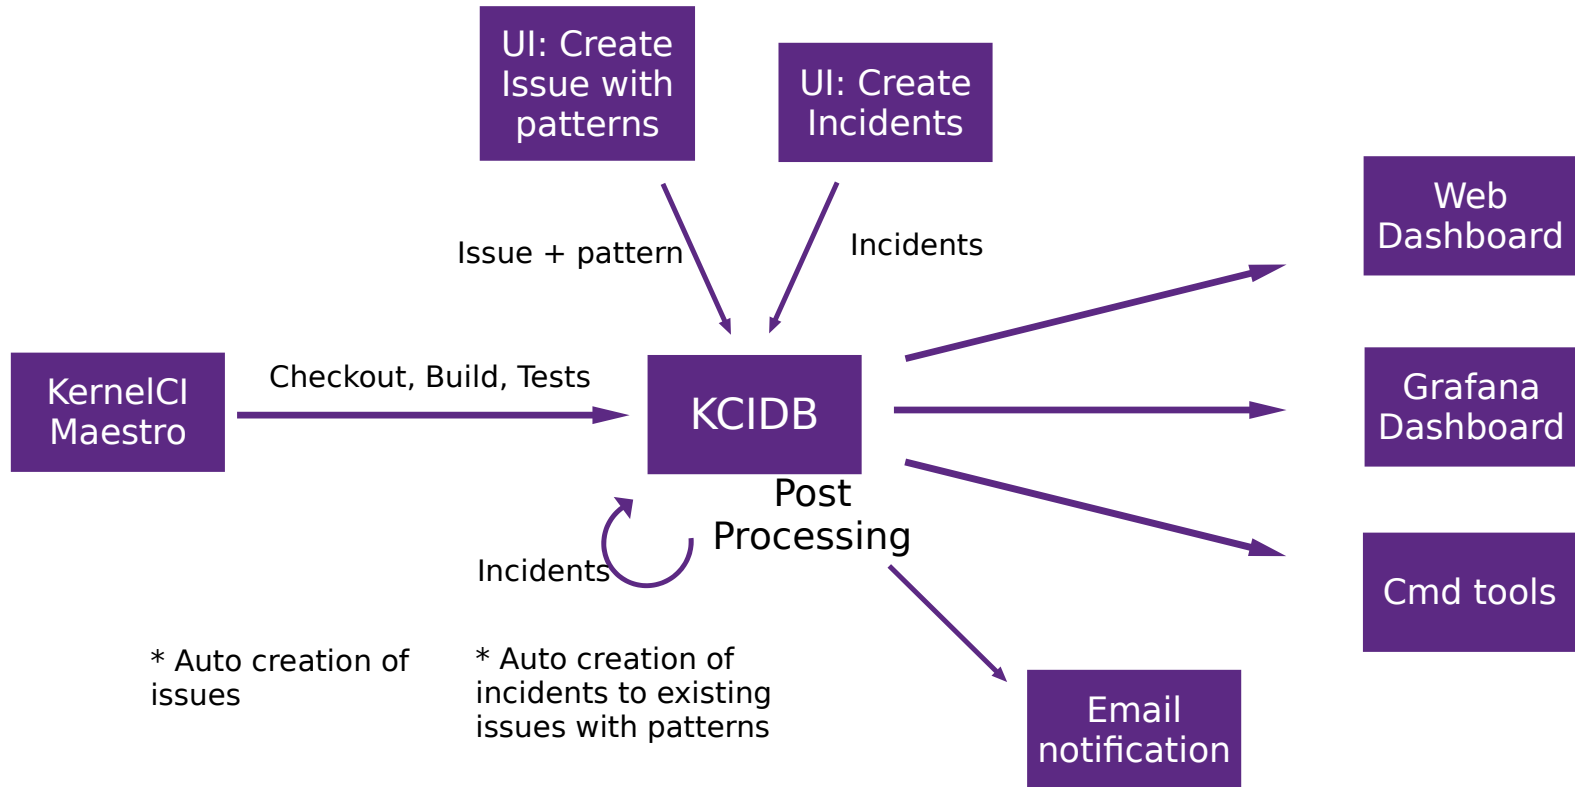 UI: Create
Issue with
patterns
UI: Create
Incidents
Web
Dashboard
Issue + pattern
Incidents
KernelCI
Maestro
Checkout, Build, Tests
KCIDB
Grafana
Dashboard
Post
Processing
Incidents
Cmd tools
* Auto creation of
issues
* Auto creation of
incidents to existing
issues with patterns
Email
notification